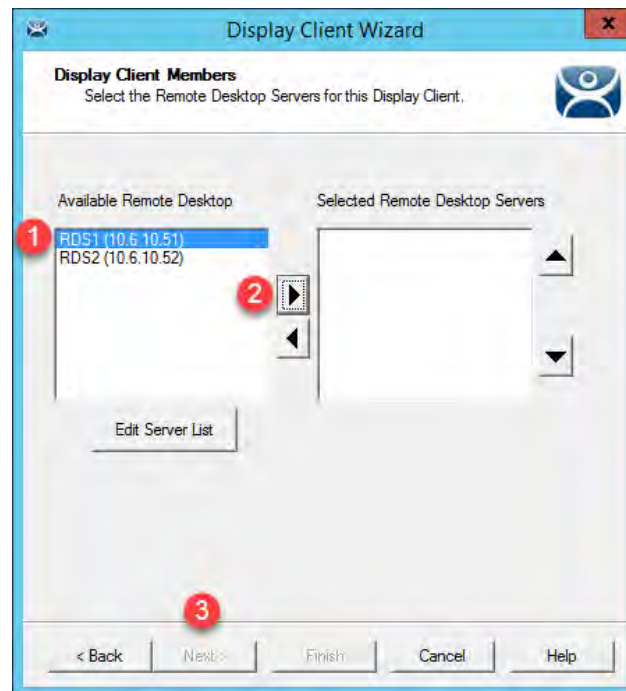 Display Client Wizard
x
Display Client Members
Select the Remote Desktop Servers for this Display Client.
Available Remote Desktop
Selected Remote Desktop Servers
1
RDS1 (10.6.10.51)
RDS2 (10.6.10.52)
2
Edit Server List
3
< Back
Next >
Finish
Cancel
Help